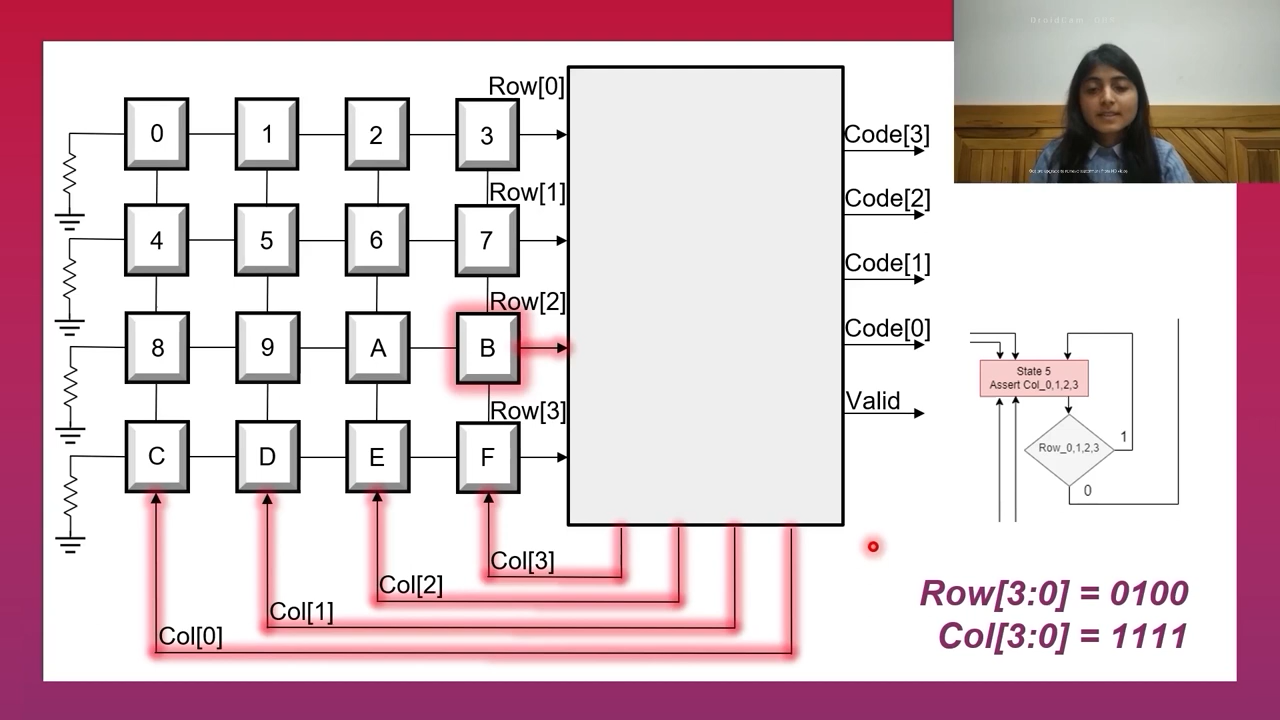 DroidCam, OBS
Row[0]
0 1 2 3
Code[3]
Row[1]
Code[2]
4 5 6 7
Code[1]
Row[2]
Code[0]
8 9 A B
State 5
Assert Col_0,1,2,3
Valid
Row[3]
1
Row_0,1,2,3
C D E F
0
Col[3]
Col[2]
Row[3:0] = 0100
Col[1]
Col[0]
Col[3:0] = 1111